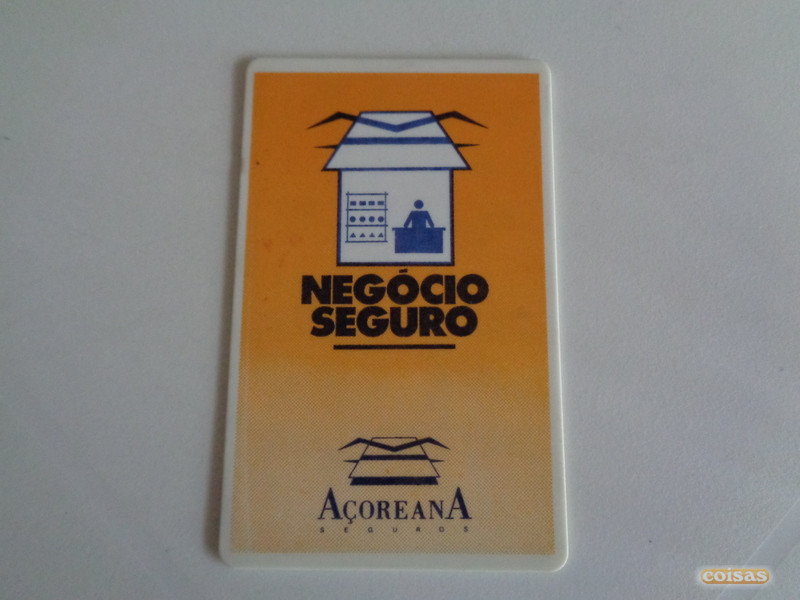 NEGÓCIO
SEGURO
AÇOREANA
SEGUROS
coisas